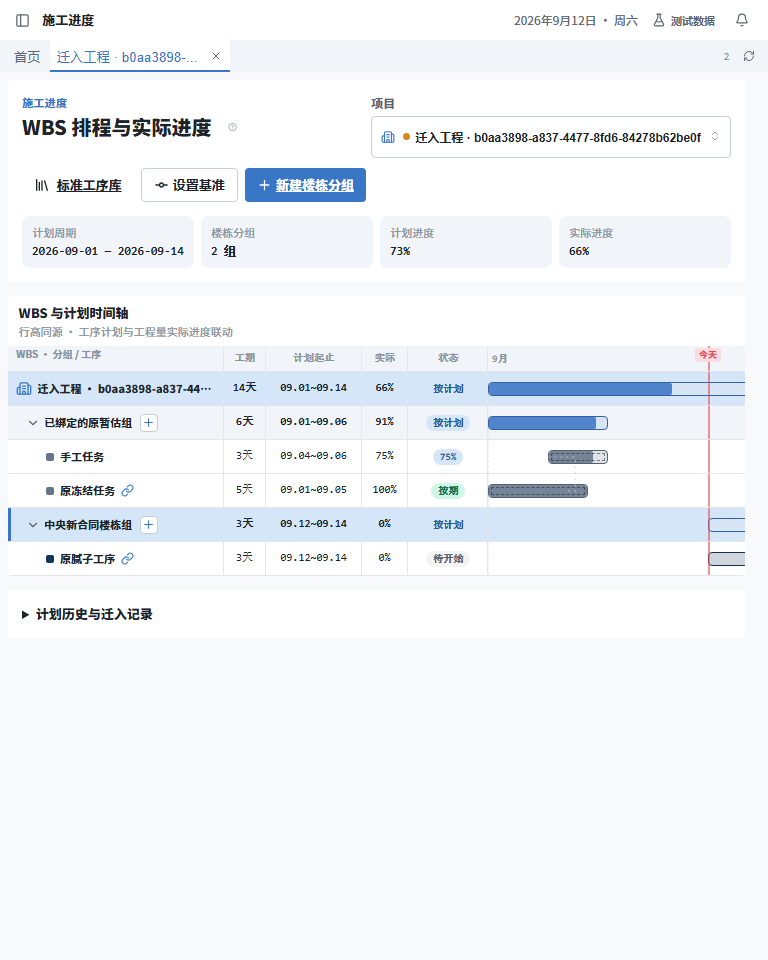 施工进度
2026年9月12日 • 周六
测试数据
首页
迁入工程 · b0aa3898-...
2
施工进度
WBS 排程与实际进度
项目
迁入工程 · b0aa3898-a837-4477-8fd6-84278b62be0f
标准工序库
设置基准
新建楼栋分组
计划周期
2026-09-01 — 2026-09-14
楼栋分组
2 组
计划进度
73%
实际进度
66%
WBS 与计划时间轴
行高同源 • 工序计划与工程量实际进度联动
WBS • 分组 / 工序 工期 计划起止 实际 状态 9月 今天
迁入工程 • b0aa3898-a837-44··· 14天 09.01~09.14 66% 按计划
已绑定的原暂估组 6天 09.01~09.06 91% 按计划
手工任务 3天 09.04~09.06 75% 75%
原冻结任务 5天 09.01~09.05 100% 按期
中央新合同楼栋组 3天 09.12~09.14 0% 按计划
原腻子工序 3天 09.12~09.14 0% 待开始
计划历史与迁入记录